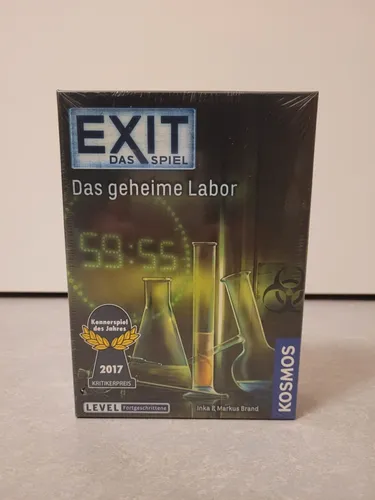 EXIT
DAS SPIEL
Das geheime Labor
59:55
Kennerspiel
des Jahres
2017
KRITIKERPREIS
LEVEL Fortgeschrittene
Inka & Markus Brand
KOSMOS